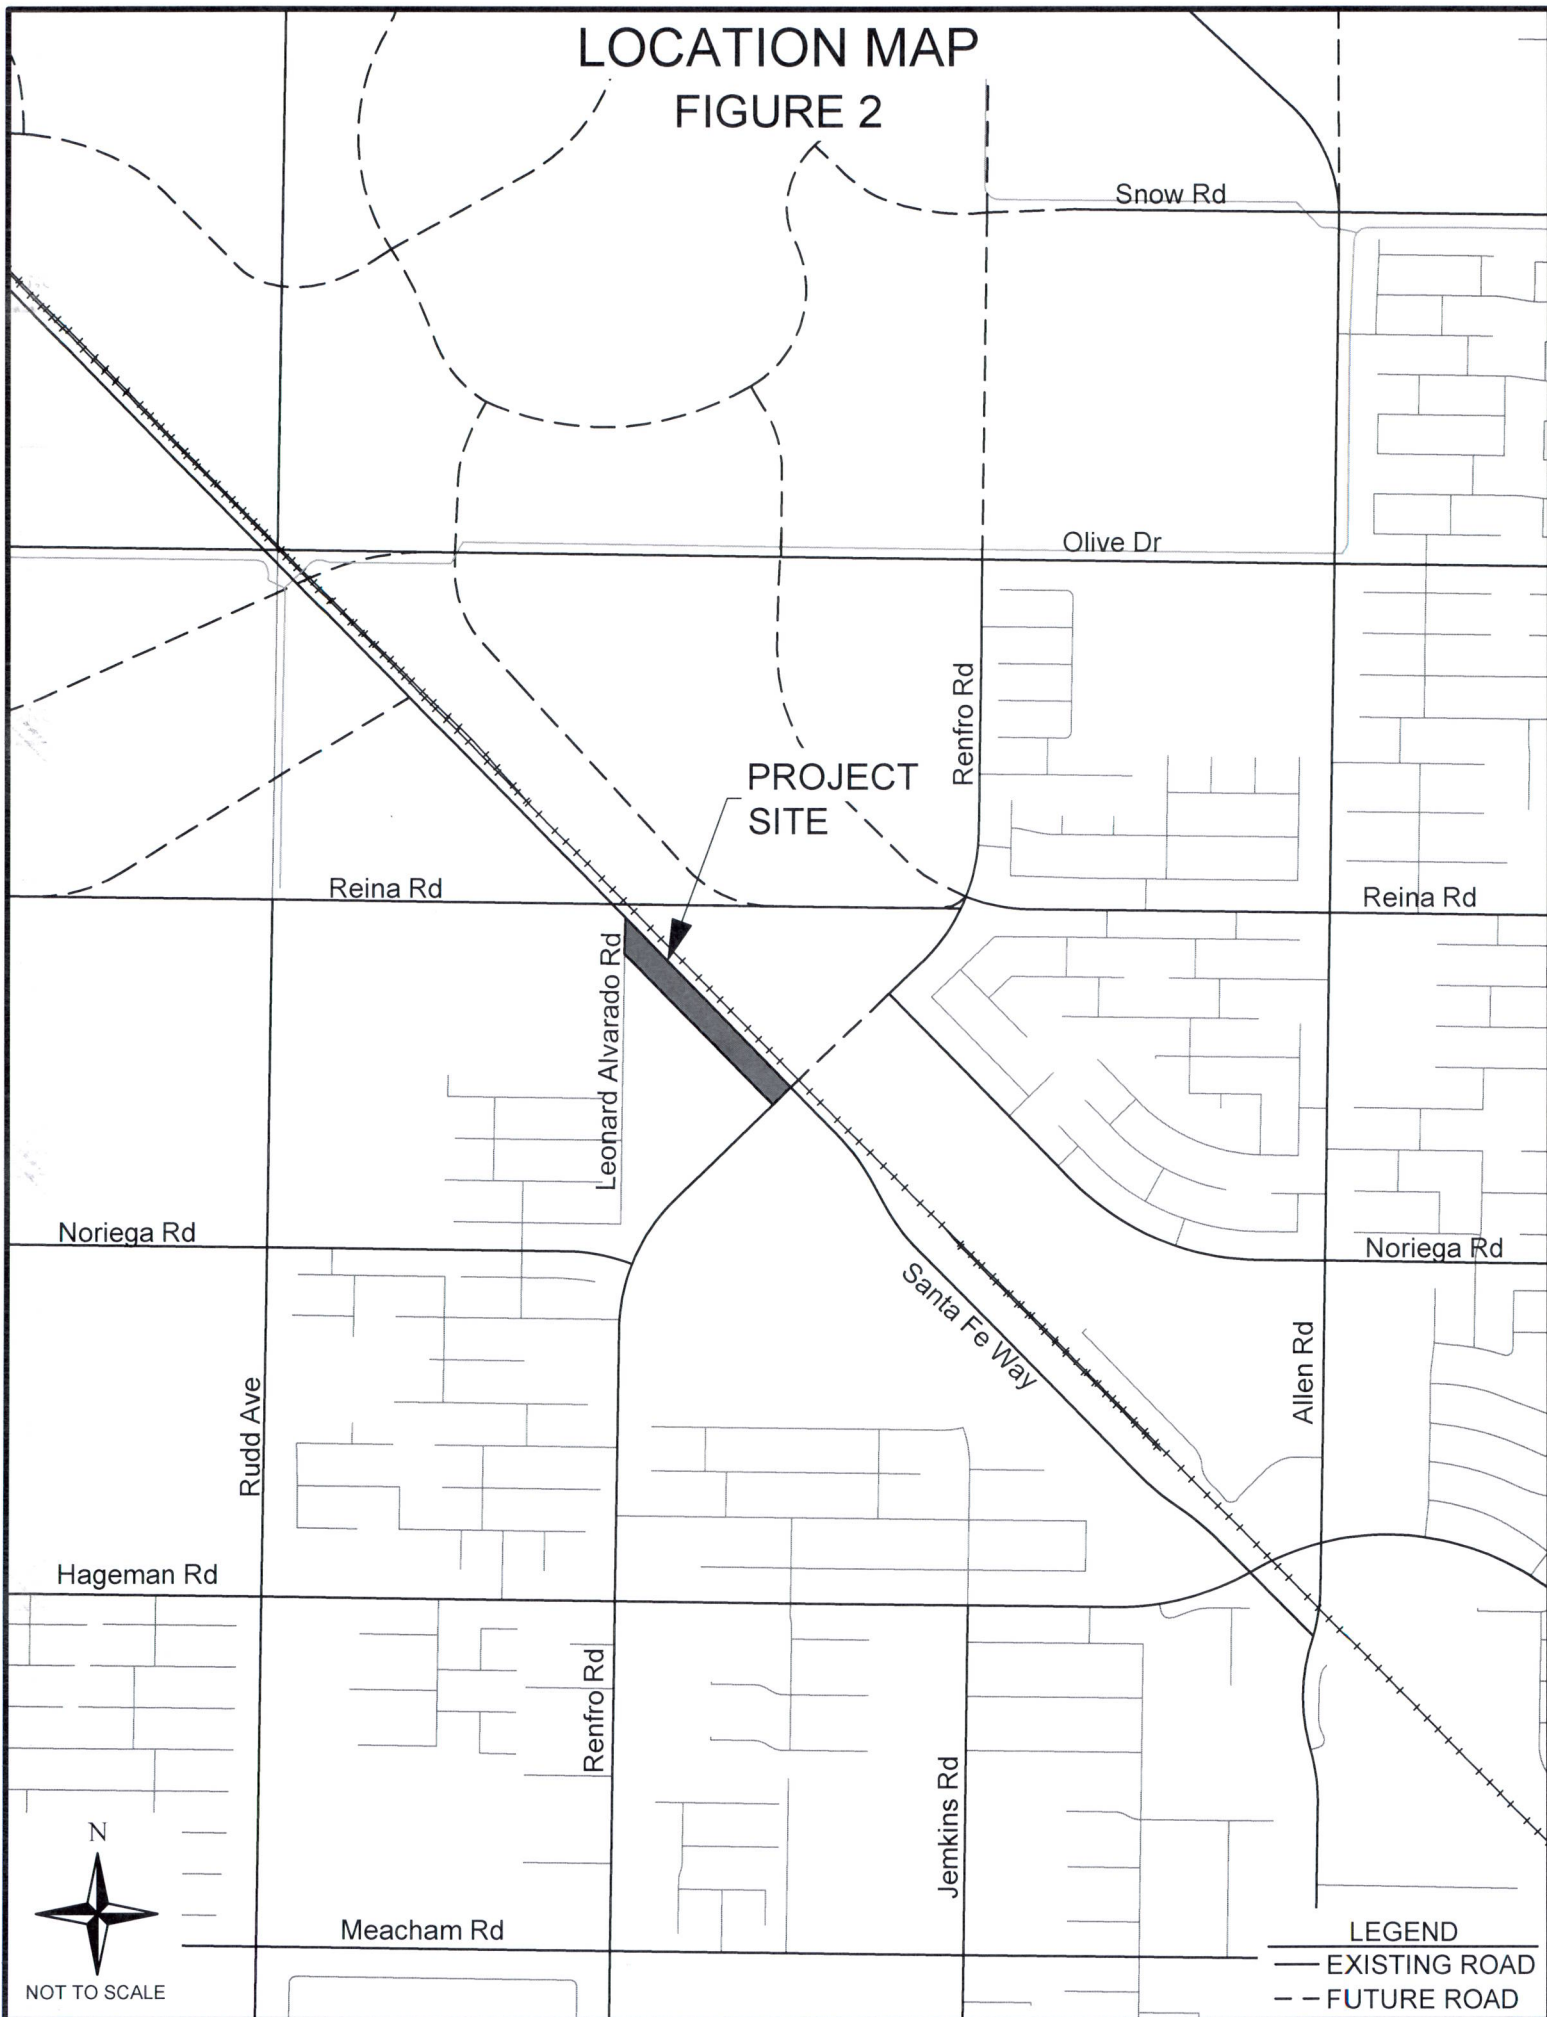 LOCATION MAP
FIGURE 2
Snow Rd
Olive Dr
Renfro Rd
PROJECT
SITE
Reina Rd
Reina Rd
Leonard Alvarado Rd
Noriega Rd
Noriega Rd
Santa Fe Way
Allen Rd
Rudd Ave
Hageman Rd
Renfro Rd
Jemkins Rd
N
NOT TO SCALE
Meacham Rd
LEGEND
EXISTING ROAD
FUTURE ROAD